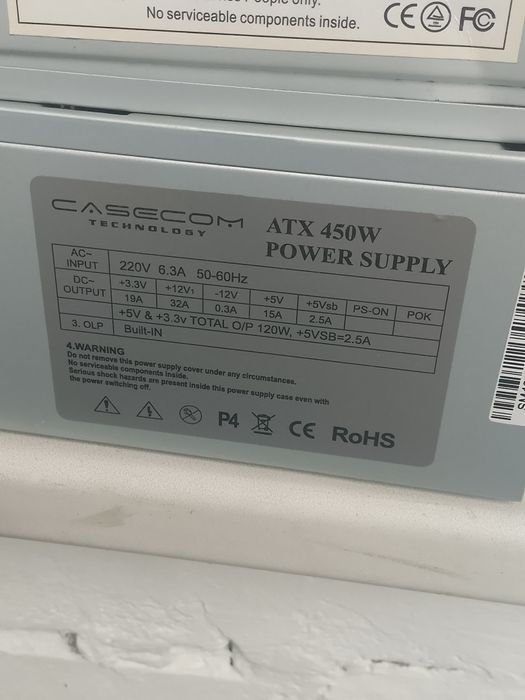 only.
No serviceable components inside.
CE FC
CASECOM
TECHNOLOGY
ATX 450W
POWER SUPPLY
AC~ INPUT 220V 6.3A 50-60Hz
DC~ OUTPUT +3.3V +12V1 -12V +5V +5Vsb PS-ON POK
19A 32A 0.3A 15A 2.5A
+5V & +3.3v TOTAL O/P 120W, +5VSB=2.5A
3. OLP Built-IN
4.WARNING
Do not remove this power supply cover under any circumstances.
No serviceable components inside.
Serious shock hazards are present inside this power supply case even with
the power switching off.
P4 CE RoHS